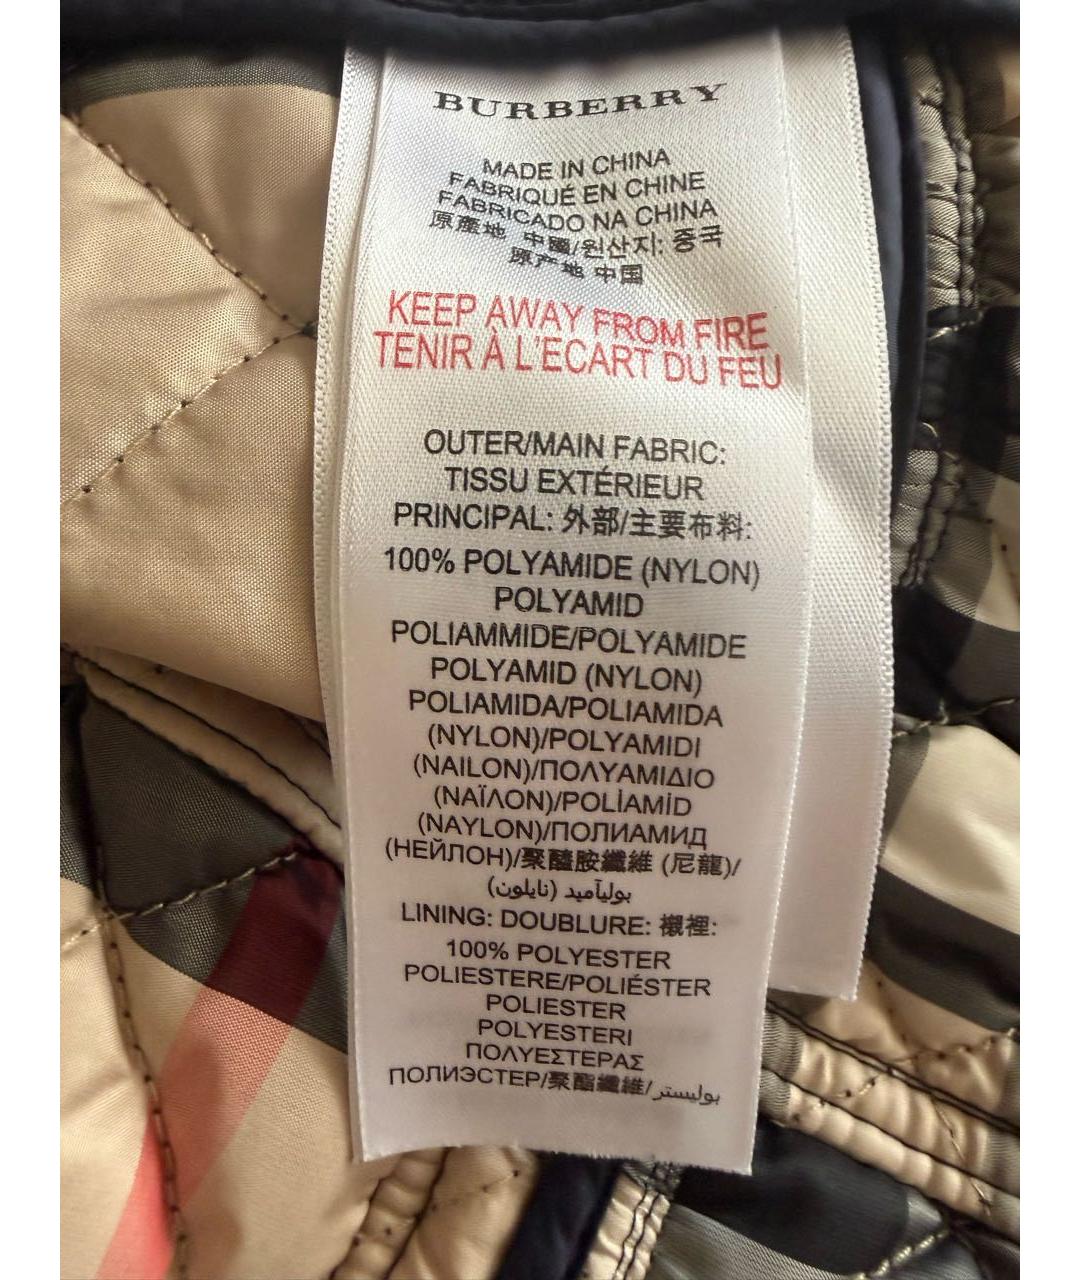 BURBERRY
MADE IN CHINA
FABRIQUÉ EN CHINE
FABRICADO NA CHINA
原產地 中國/원산지: 중국
原产地 中国
KEEP AWAY FROM FIRE
TENIR À L'ECART DU FEU
OUTER/MAIN FABRIC:
TISSU EXTÉRIEUR
PRINCIPAL: 外部/主要布料:
100% POLYAMIDE (NYLON)
POLYAMID
POLIAMMIDE/POLYAMIDE
POLYAMID (NYLON)
POLIAMIDA/POLIAMIDA
(NYLON)/POLYAMIDI
(NAILON)/ΠΟΛΥΑΜΙΔΙΟ
(ΝΑΪΛΟΝ)/POLİAMİD
(NAYLON)/ПОЛИАМИД
(НЕЙЛОН)/聚醯胺纖維 (尼龍)/
بولیآمید (نایلون)
LINING: DOUBLURE: 襯裡:
100% POLYESTER
POLIESTERE/POLIÉSTER
POLIESTER
POLYESTERI
ΠΟΛΥΕΣΤΕΡΑΣ
ПОЛИЭСТЕР/聚酯纖維/بوليستر